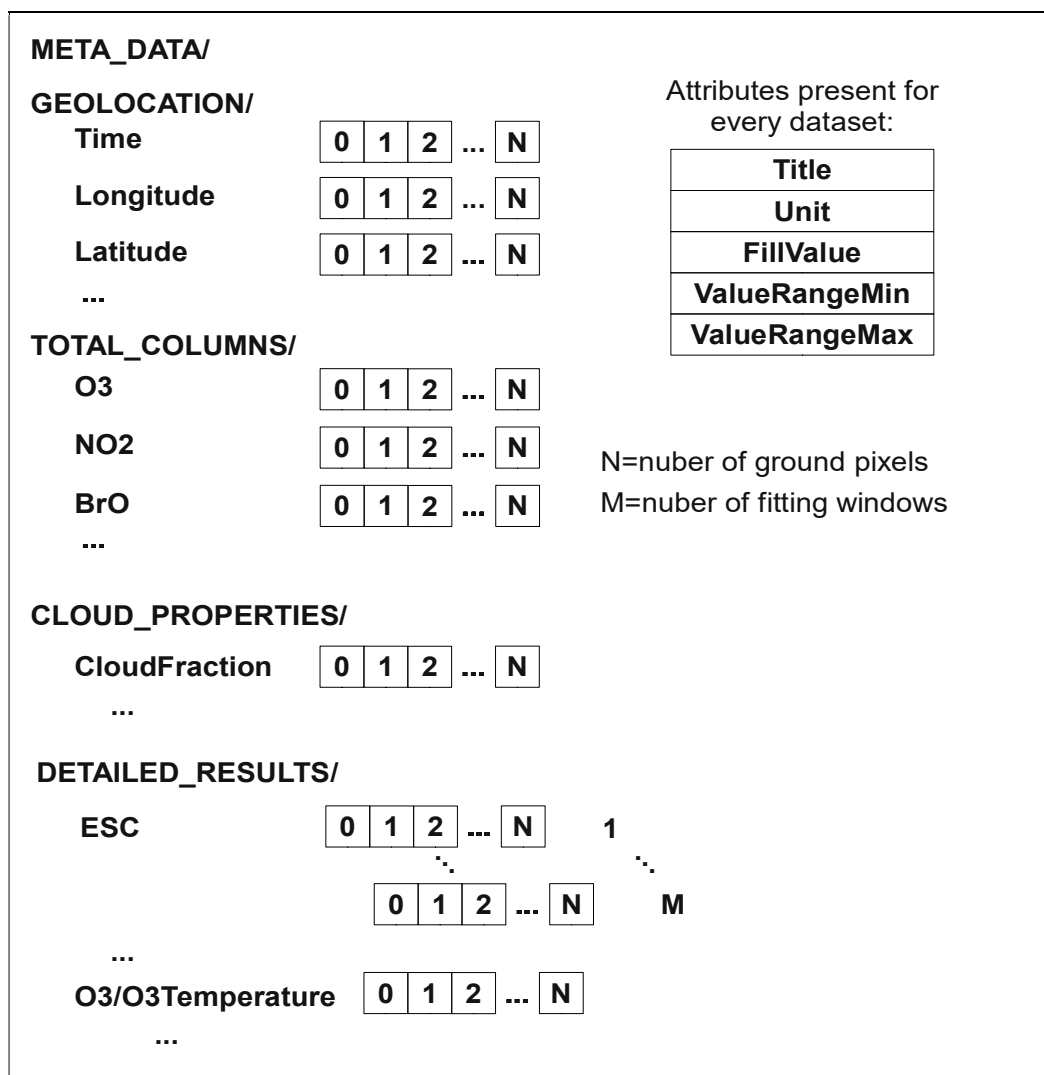 META_DATA/
GEOLOCATION/
Time 0 1 2 ... N
Longitude 0 1 2 ... N
Latitude 0 1 2 ... N
...
TOTAL_COLUMNS/
O3 0 1 2 ... N
NO2 0 1 2 ... N
BrO 0 1 2 ... N
...
CLOUD_PROPERTIES/
CloudFraction 0 1 2 ... N
...
DETAILED_RESULTS/
ESC 0 1 2 ... N 1
⋱ ⋱
0 1 2 ... N M
...
O3/O3Temperature 0 1 2 ... N
...
Attributes present for
every dataset:
Title
Unit
FillValue
ValueRangeMin
ValueRangeMax
N=nuber of ground pixels
M=nuber of fitting windows